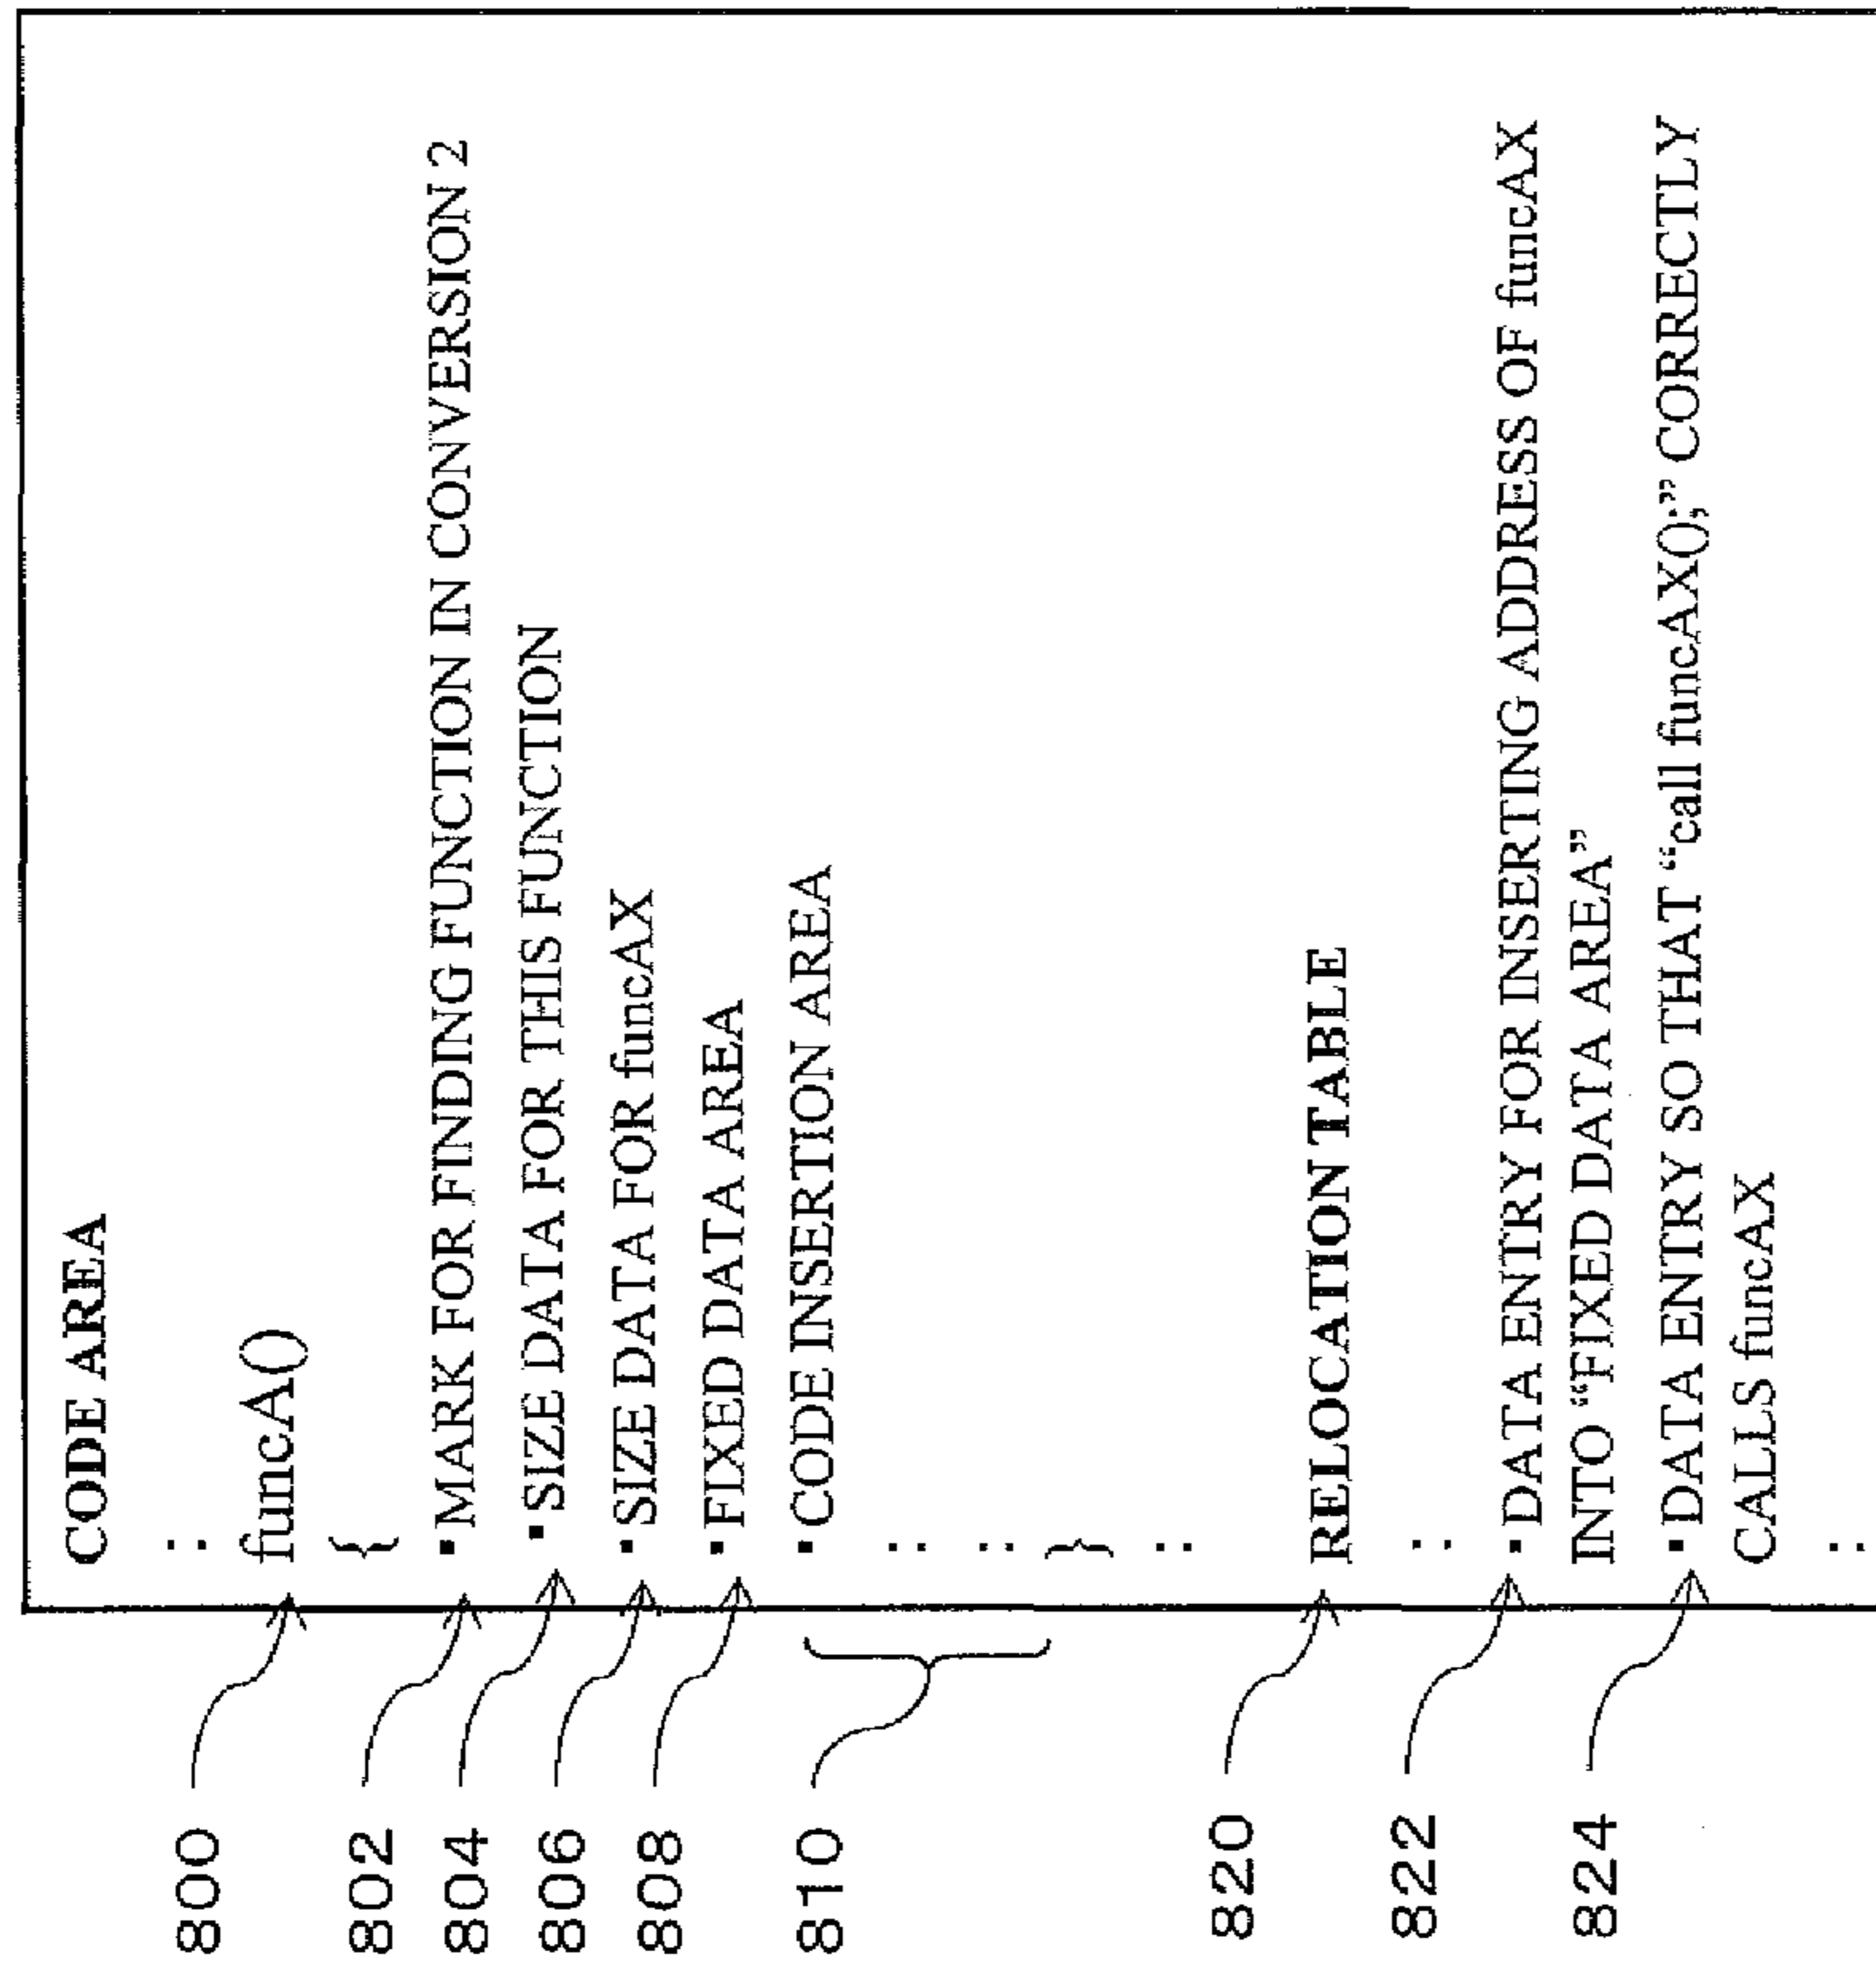 CODE AREA
:
800 funcA()
{
802 ▪MARK FOR FINDING FUNCTION IN CONVERSION 2
804 ▪SIZE DATA FOR THIS FUNCTION
806 ▪SIZE DATA FOR funcAX
808 ▪FIXED DATA AREA
810 ▪CODE INSERTION AREA
:
:
}
:
820 RELOCATION TABLE
:
822 ▪DATA ENTRY FOR INSERTING ADDRESS OF funcAX
INTO “FIXED DATA AREA”
824 ▪DATA ENTRY SO THAT “call funcAX();” CORRECTLY
CALLS funcAX
: